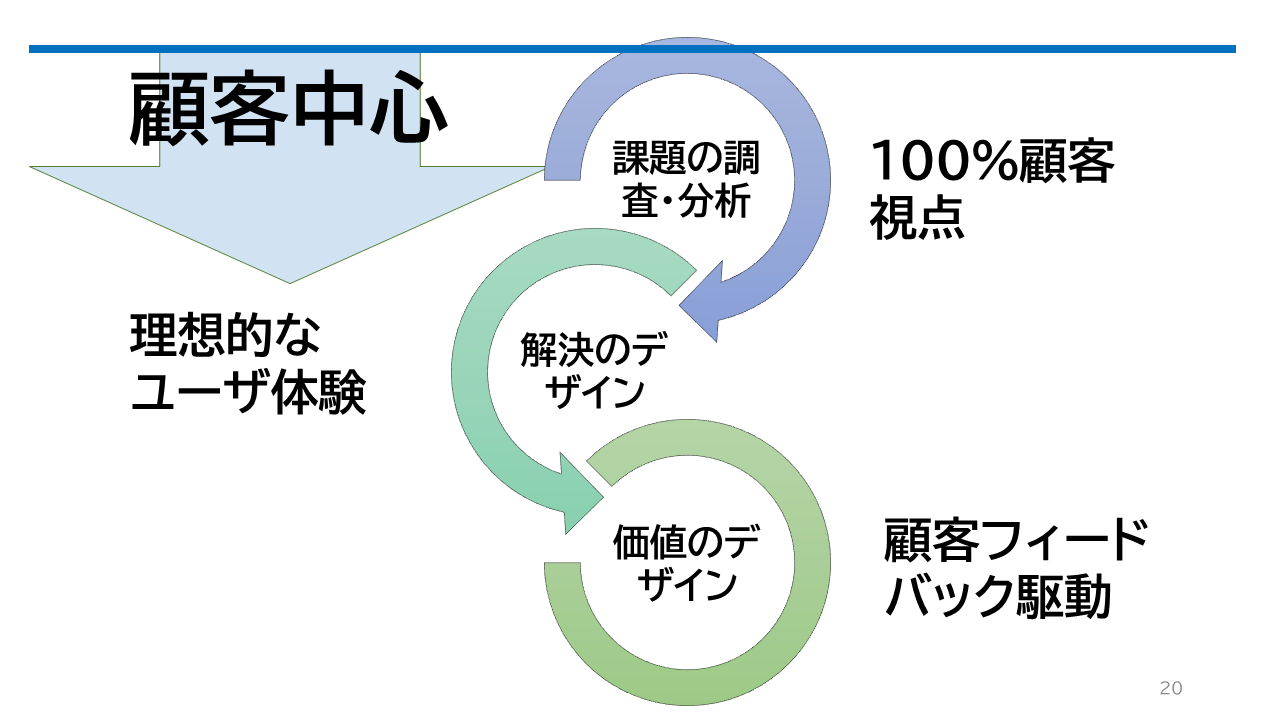 顧客中心
課題の調
査・分析
100%顧客
視点
解決のデ
ザイン
理想的な
ユーザ体験
価値のデ
ザイン
顧客フィード
バック駆動
20